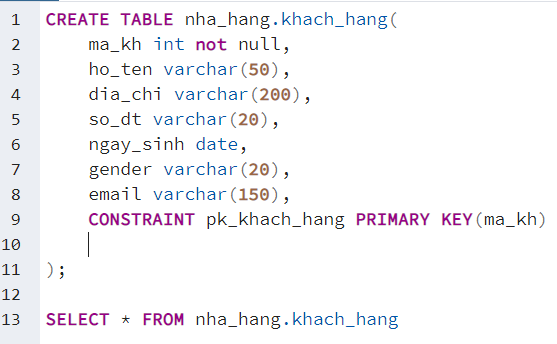 1 CREATE TABLE nha_hang.khach_hang(
2 ma_kh int not null,
3 ho_ten varchar(50),
4 dia_chi varchar(200),
5 so_dt varchar(20),
6 ngay_sinh date,
7 gender varchar(20),
8 email varchar(150),
9 CONSTRAINT pk_khach_hang PRIMARY KEY(ma_kh)
10
11 );
12
13 SELECT * FROM nha_hang.khach_hang